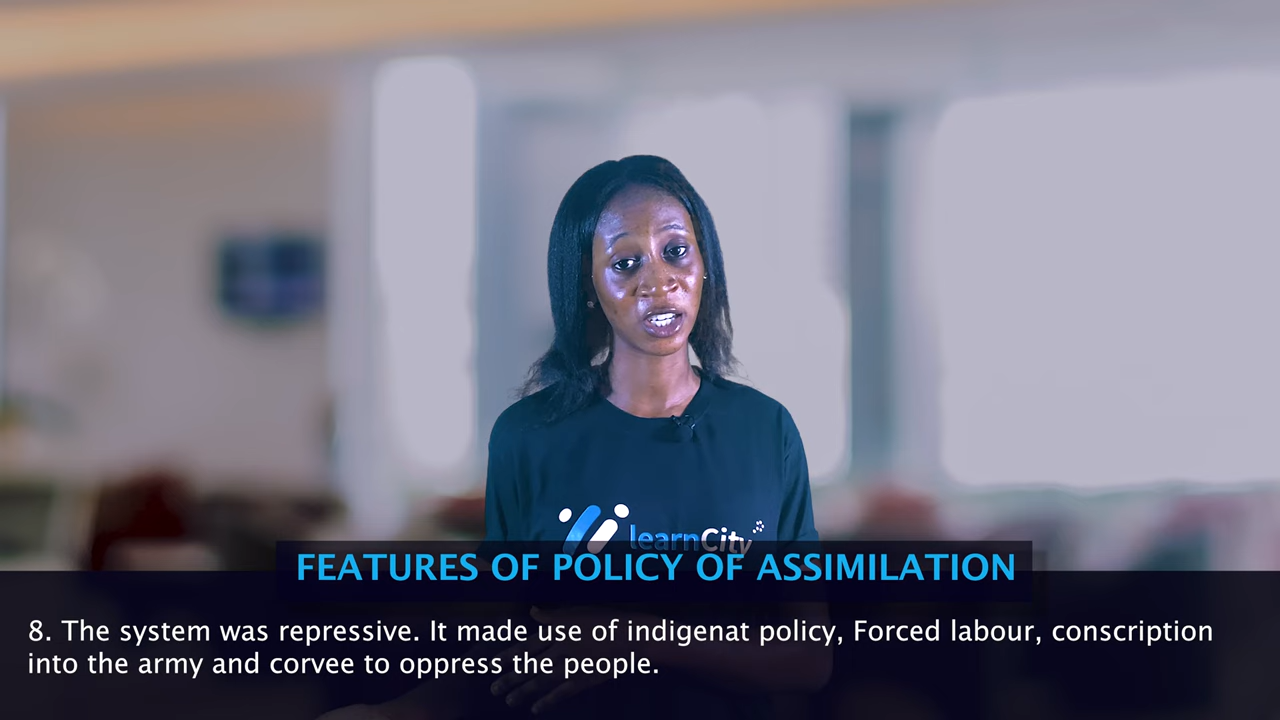 learnCity
FEATURES OF POLICY OF ASSIMILATION
8. The system was repressive. It made use of indigenat policy, Forced labour, conscription
into the army and corvee to oppress the people.